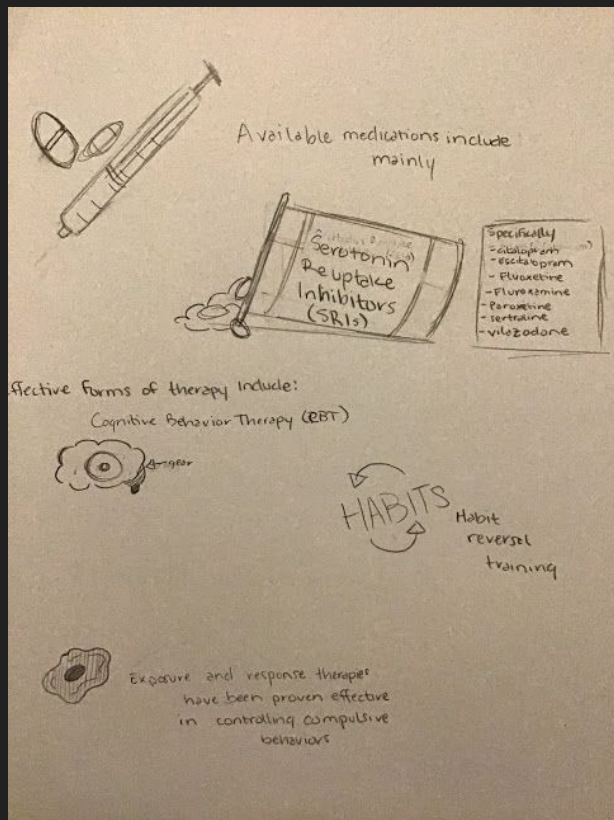 Available medications include
mainly
Serotonin
Reuptake
Inhibitors
(SRIs)
Specifically
-citalopram
-Escitalopram
-Fluoxetine
-Fluvoxamine
-Paroxetine
-sertraline
-vilazodone
ffective forms of therapy Include:
Cognitive Behavior Therapy (CBT)
gear
HABITS
Habit
reversal
training
Exposure and response therapies
have been proven effective
in controlling compulsive
behaviors